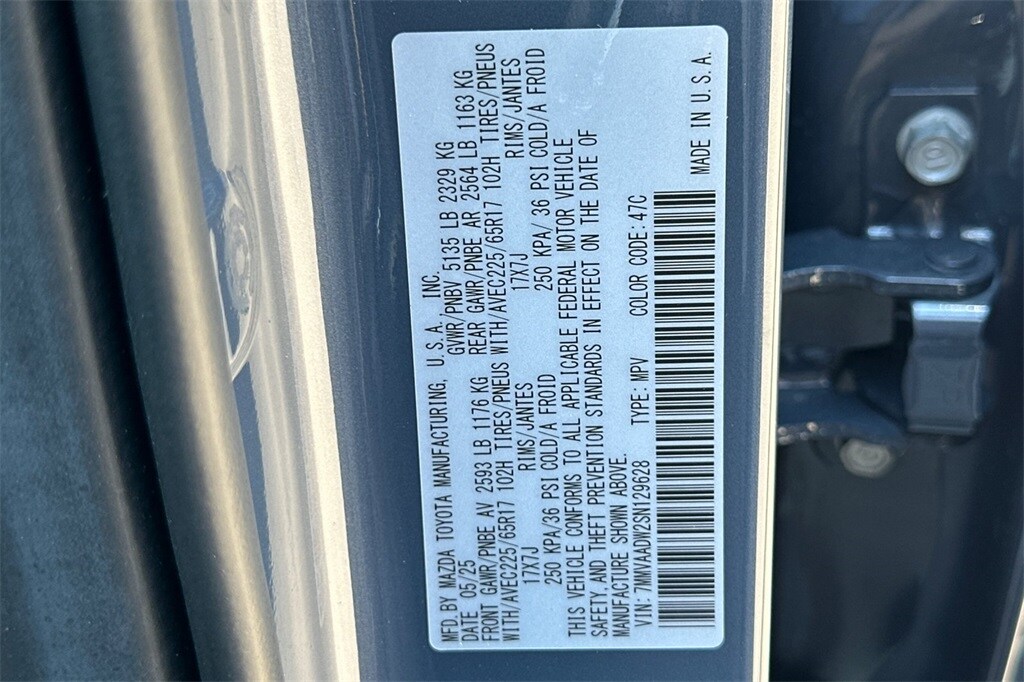 MFD.BY MAZDA TOYOTA MANUFACTURING, U.S.A. INC.
DATE 05/25 GVWR/PNBV 5135 LB 2329 KG
FRONT GAWR/PNBE AV 2593 LB 1176 KG REAR GAWR/PNBE AR 2564 LB 1163 KG
WITH/AVEC225/65R17 102H TIRES/PNEUS WITH/AVEC225/65R17 102H TIRES/PNEUS
17X7J RIMS/JANTES 17X7J RIMS/JANTES
250 KPA/36 PSI COLD/A FROID 250 KPA/ 36 PSI COLD/A FROID
THIS VEHICLE CONFORMS TO ALL APPLICABLE FEDERAL MOTOR VEHICLE
SAFETY, AND THEFT PREVENTION STANDARDS IN EFFECT ON THE DATE OF
MANUFACTURE SHOWN ABOVE.
VIN:7MMVAADW2SN129628 TYPE: MPV COLOR CODE: 47C
MADE IN U.S.A.